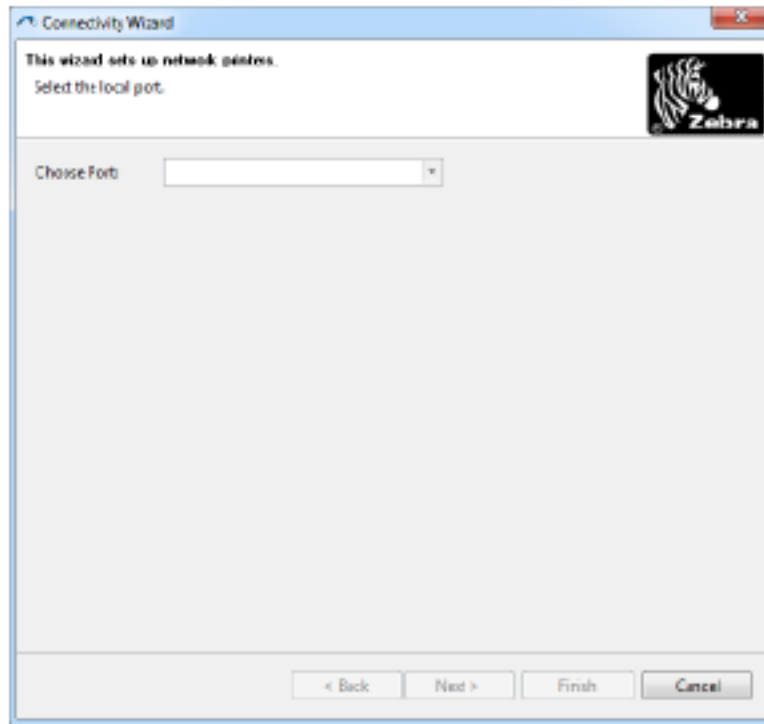 Connectivity Wizard
This wizard sets up network printers.
Select the local port.
Zebra
Choose Port:
< Back
Next >
Finish
Cancel